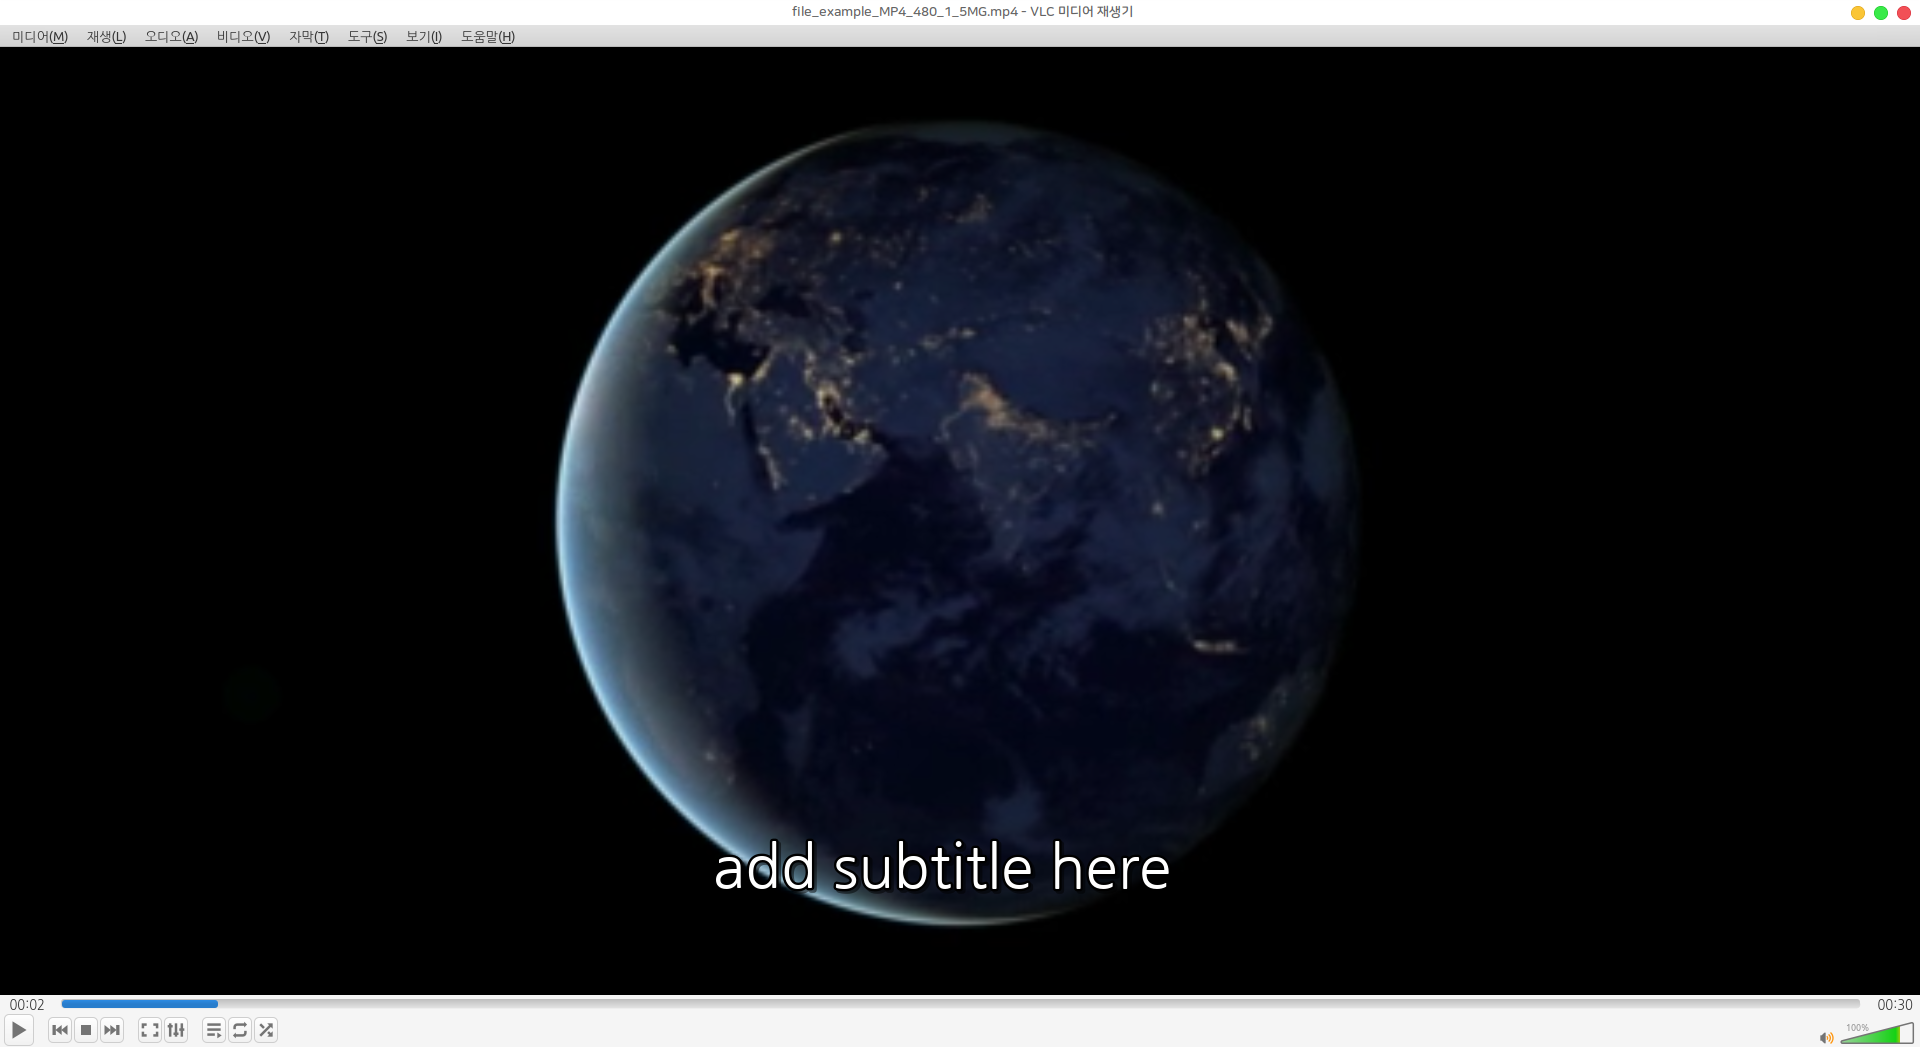 file_example_MP4_480_1_5MG.mp4 - VLC 미디어 재생기
미디어(M) 재생(L) 오디오(A) 비디오(V) 자막(T) 도구(S) 보기(I) 도움말(H)
add subtitle here
00:02 00:30
100%